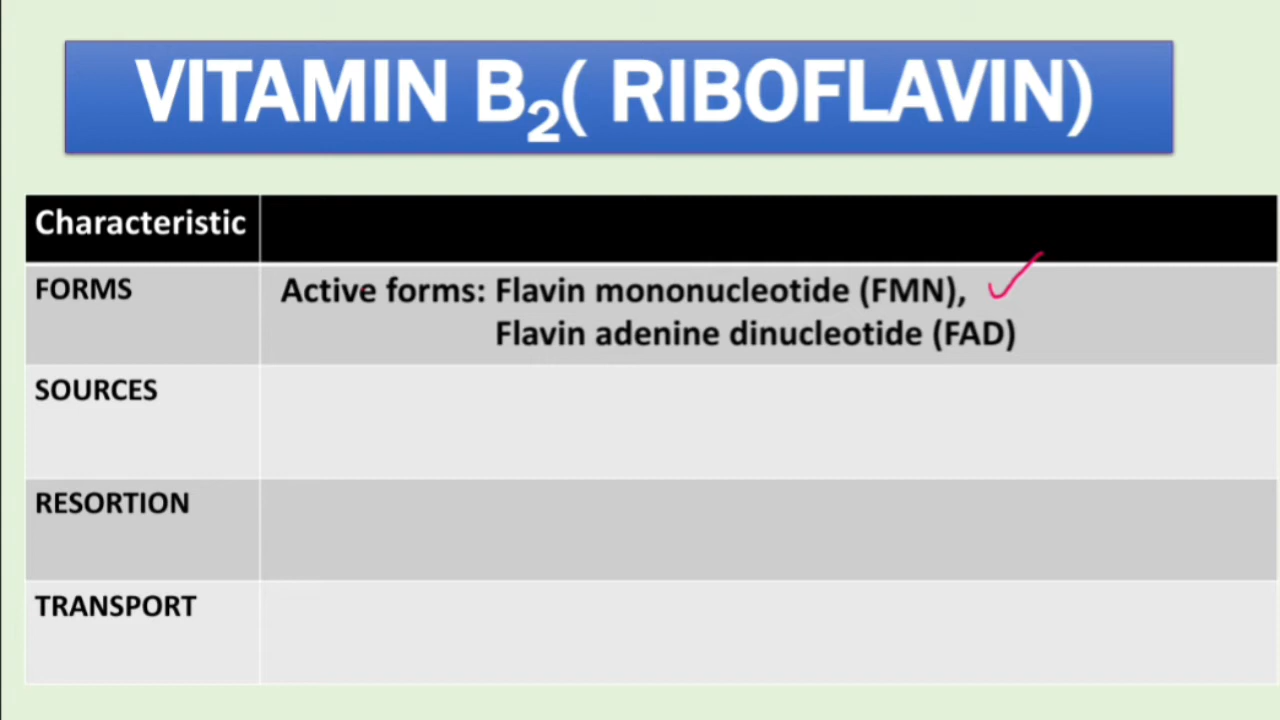 VITAMIN B2( RIBOFLAVIN)
Characteristic
FORMS
Active forms: Flavin mononucleotide (FMN),
Flavin adenine dinucleotide (FAD)
SOURCES
RESORTION
TRANSPORT